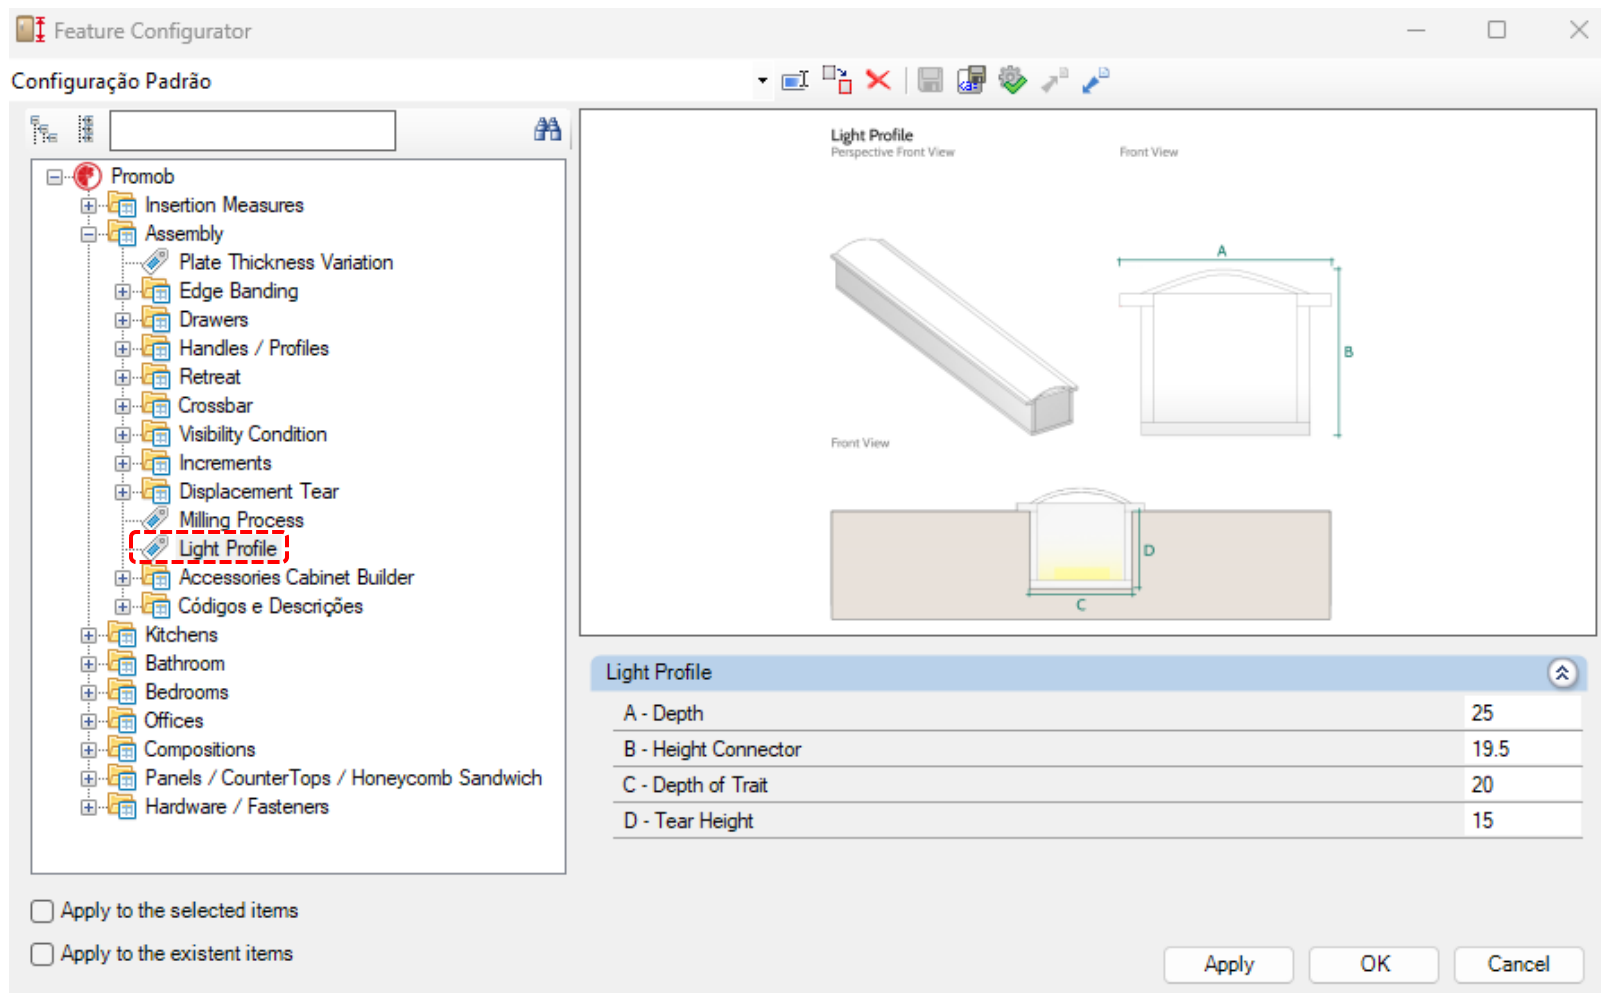 Feature Configurator
Configuração Padrão
Promob
Insertion Measures
Assembly
Plate Thickness Variation
Edge Banding
Drawers
Handles / Profiles
Retreat
Crossbar
Visibility Condition
Increments
Displacement Tear
Milling Process
Light Profile
Accessories Cabinet Builder
Códigos e Descrições
Kitchens
Bathroom
Bedrooms
Offices
Compositions
Panels / CounterTops / Honeycomb Sandwich
Hardware / Fasteners
Light Profile
Perspective Front View
Front View
A
B
Front View
D
C
Light Profile
A - Depth 25
B - Height Connector 19.5
C - Depth of Trait 20
D - Tear Height 15
Apply to the selected items
Apply to the existent items
Apply OK Cancel